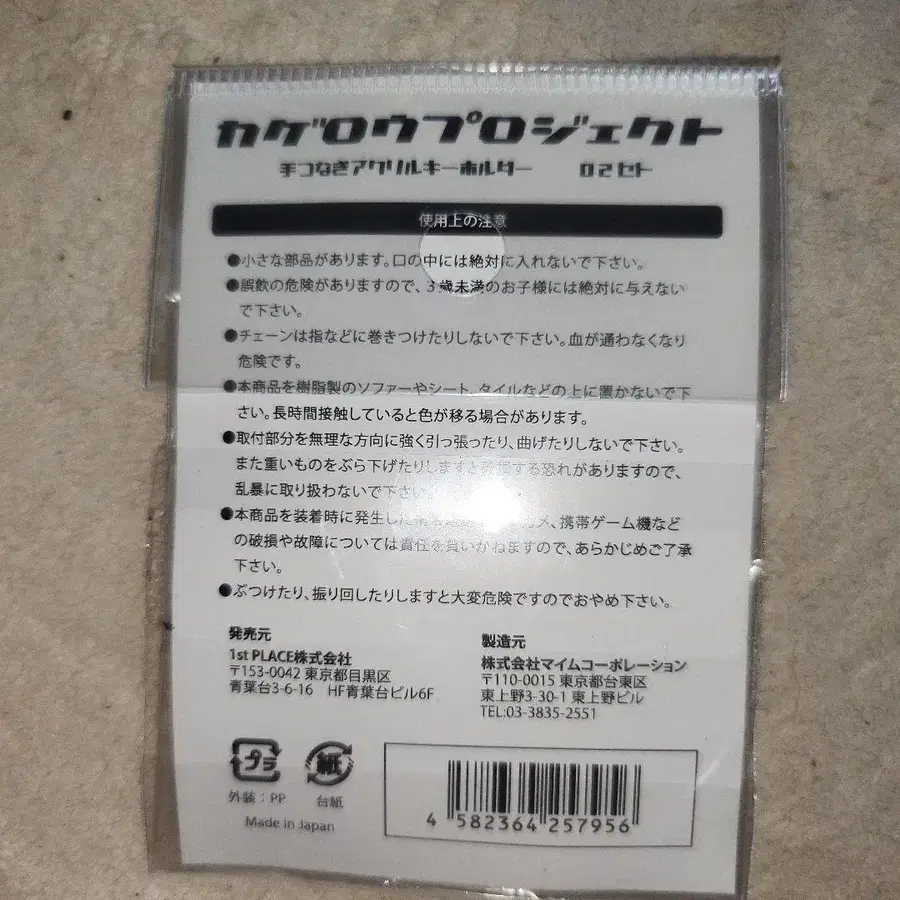 カゲロウプロジェクト
手つなぎアクリルキーホルダー 02セト
使用上の注意
●小さな部品があります。口の中には絶対に入れないで下さい。
●誤飲の危険がありますので、3歳未満のお子様には絶対に与えない
で下さい。
●チェーンは指などに巻きつけたりしないで下さい。血が通わなくなり
危険です。
●本商品を樹脂製のソファーやシート、タイルなどの上に置かないで下
さい。長時間接触していると色が移る場合があります。
●取付部分を無理な方向に強く引っ張ったり、曲げたりしないで下さい。
また重いものをぶら下げたりしますと破損する恐れがありますので、
乱暴に取り扱わないで下さい
●本商品を装着時に発生した メ、携帯ゲーム機など
の破損や故障については責任を負いかねますので、あらかじめご了承
下さい。
●ぶつけたり、振り回したりしますと大変危険ですのでおやめ下さい。
発売元
1st PLACE株式会社
〒153-0042 東京都目黒区
青葉台3-6-16 HF青葉台ビル6F
製造元
株式会社マイムコーポレーション
〒110-0015 東京都台東区
東上野3-30-1 東上野ビル
TEL:03-3835-2551
プラ
外装：PP
紙
台紙
Made in Japan
4 582364 257956